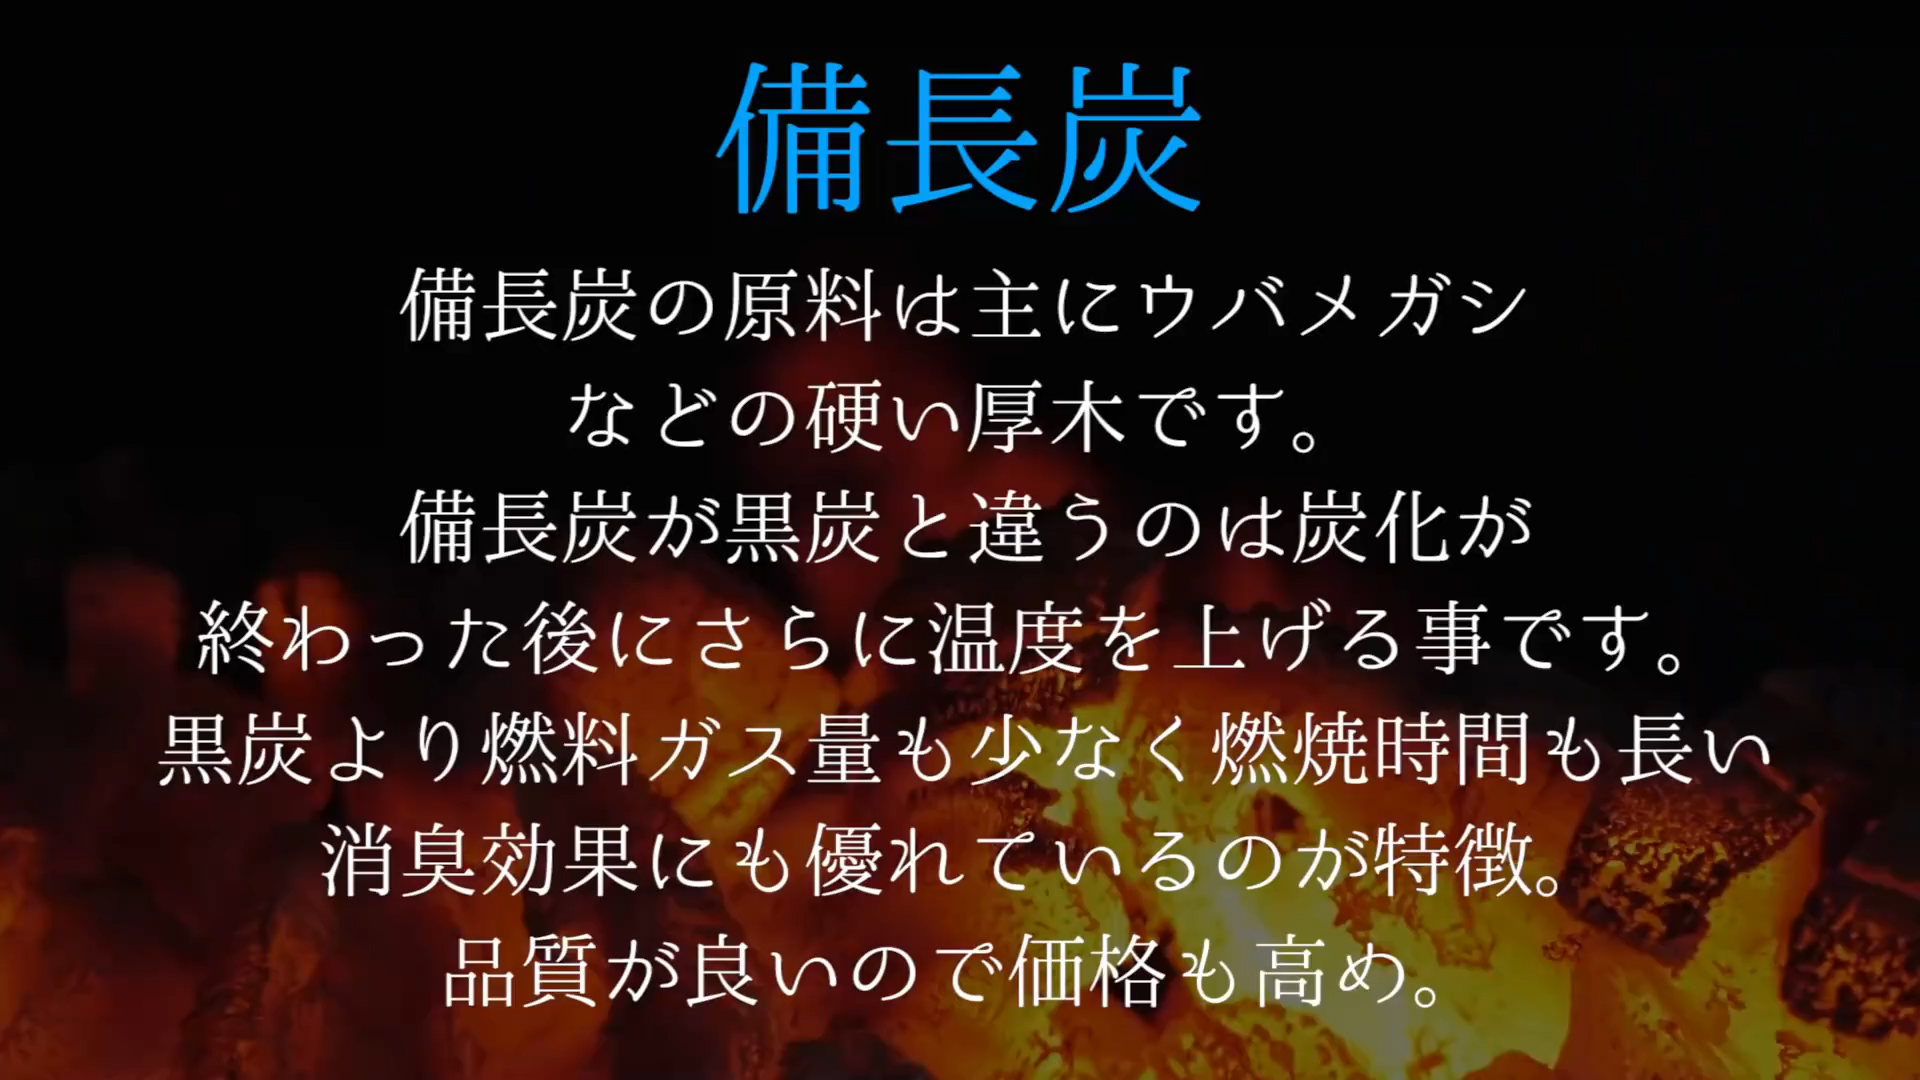 備長炭
備長炭の原料は主にウバメガシ
などの硬い厚木です。
備長炭が黒炭と違うのは炭化が
終わった後にさらに温度を上げる事です。
黒炭より燃料ガス量も少なく燃焼時間も長い
消臭効果にも優れているのが特徴。
品質が良いので価格も高め。